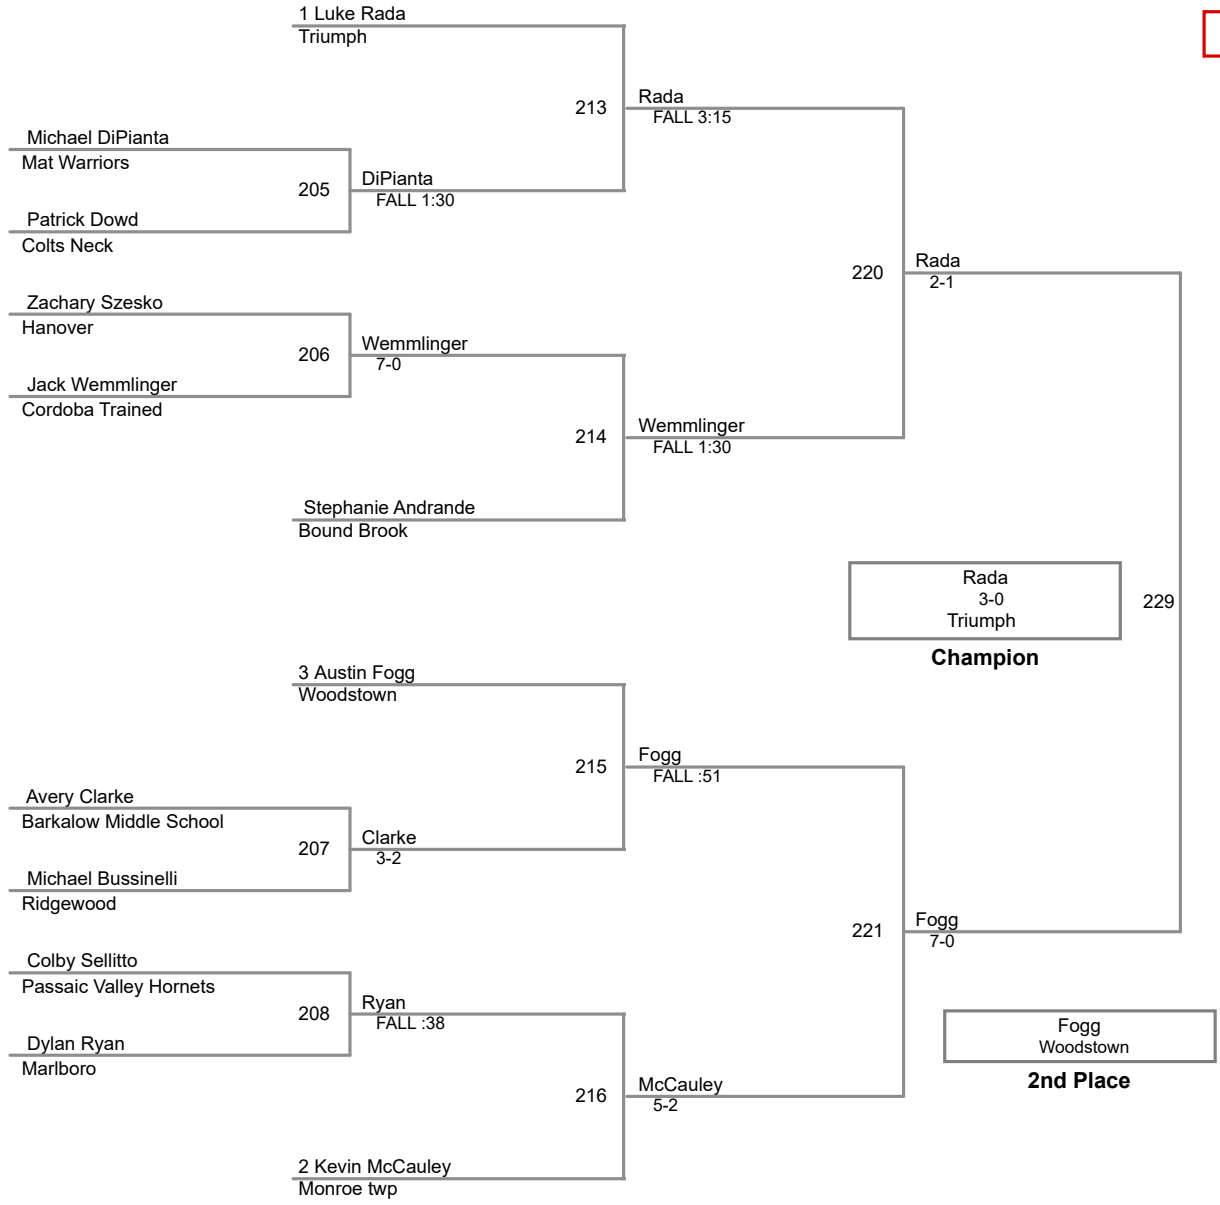 1 Luke Rada
Triumph
213
Rada
FALL 3:15
Michael DiPianta
Mat Warriors
205
DiPianta
FALL 1:30
Patrick Dowd
Colts Neck
220
Rada
2-1
Zachary Szesko
Hanover
206
Wemmlinger
7-0
Jack Wemmlinger
Cordoba Trained
214
Wemmlinger
FALL 1:30
Stephanie Andrande
Bound Brook
Rada
3-0
Triumph
229
Champion
3 Austin Fogg
Woodstown
215
Fogg
FALL :51
Avery Clarke
Barkalow Middle School
207
Clarke
3-2
Michael Bussinelli
Ridgewood
221
Fogg
7-0
Colby Sellitto
Passaic Valley Hornets
208
Ryan
FALL :38
Dylan Ryan
Marlboro
Fogg
Woodstown
2nd Place
216
McCauley
5-2
2 Kevin McCauley
Monroe twp